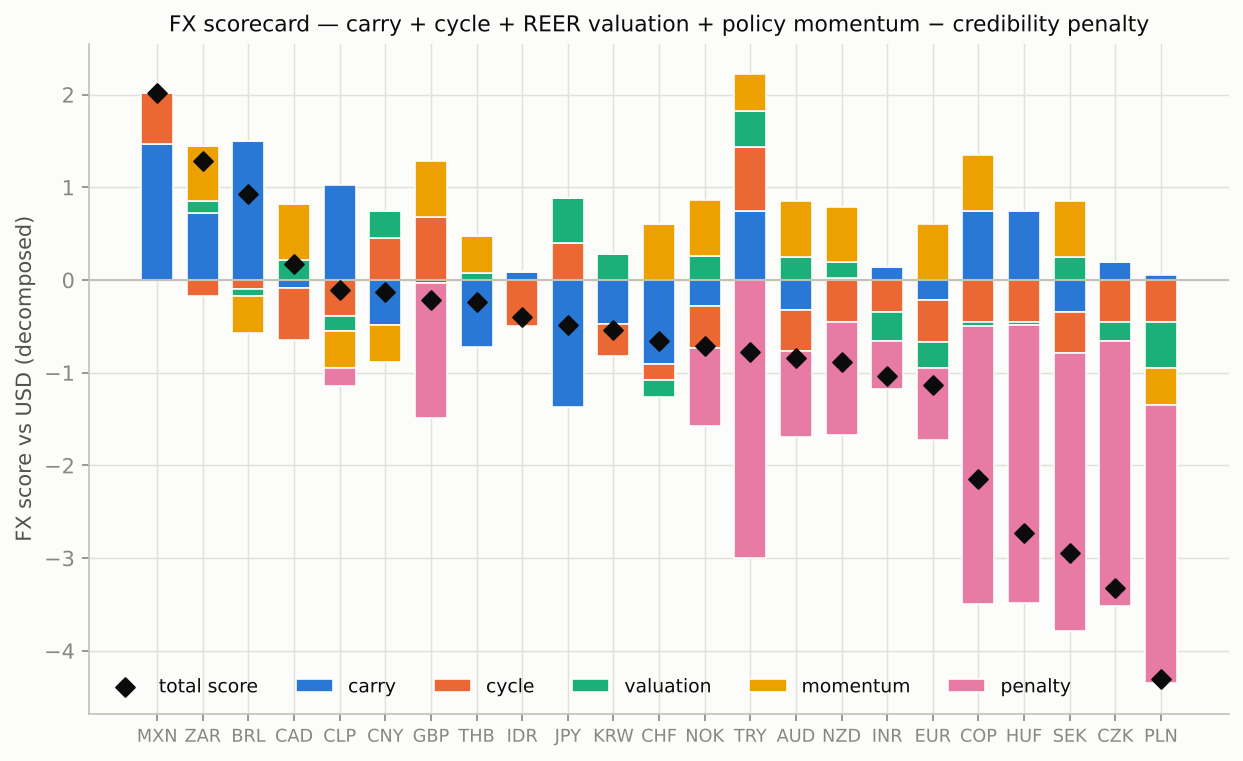 FX scorecard — carry + cycle + REER valuation + policy momentum − credibility penalty
FX score vs USD (decomposed)
2
1
0
−1
−2
−3
−4
total score
carry
cycle
valuation
momentum
penalty
MXN ZAR BRL CAD CLP CNY GBP THB IDR JPY KRW CHF NOK TRY AUD NZD INR EUR COP HUF SEK CZK PLN